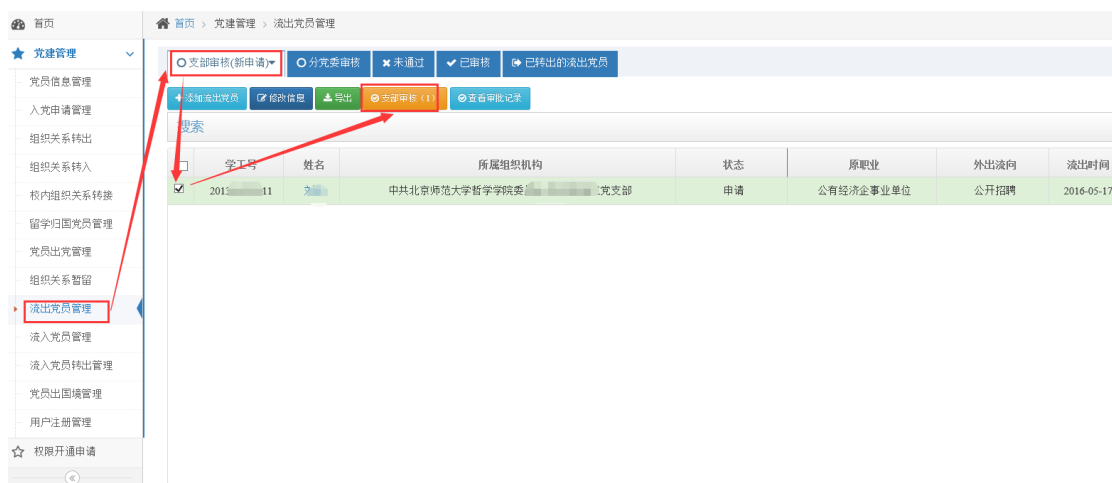 首页
首页 > 党建管理 > 流出党员管理
党建管理
党员信息管理
入党申请管理
组织关系转出
组织关系转入
校内组织关系转接
留学归国党员管理
党员出党管理
组织关系暂留
流出党员管理
流入党员管理
流入党员转出管理
党员出国境管理
用户注册管理
权限开通申请
支部审核(新申请) 分党委审核 未通过 已审核 已转出的流出党员
添加流出党员 修改信息 导出 支部审核(1) 查看审批记录
搜索
学工号 姓名 所属组织机构 状态 原职业 外出流向 流出时间
201 11 中共北京师范大学哲学学院委 党支部 申请 公有经济企事业单位 公开招聘 2016-05-17